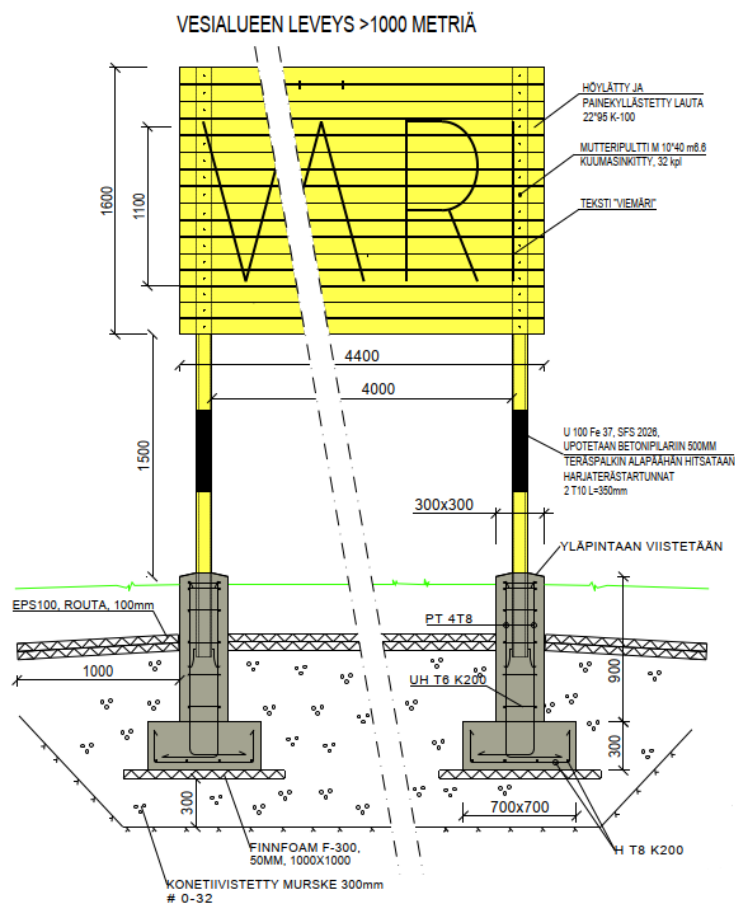 VESIALUEEN LEVEYS >1000 METRIÄ
HÖYLÄTTY JA
PAINEKYLLÄSTETTY LAUTA
22*95 K-100
MUTTERIPULTTI M 10*40 m6.6
KUUMASINKITTY, 32 kpl
TEKSTI "VIEMÄRI"
V M R I
1600
1100
4400
4000
1500
U 100 Fe 37, SFS 2026,
UPOTETAAN BETONIPILARIIN 500MM
TERÄSPALKIN ALAPÄÄHÄN HITSATAAN
HARJATERÄSTARTUNNAT
2 T10 L=350mm
300x300
YLÄPINTAAN VIISTETÄÄN
EPS100, ROUTA, 100mm
PT 4T8
1000
UH T6 K200
900
300
300
700x700
FINNFOAM F-300,
50MM, 1000X1000
H T8 K200
KONETIIVISTETTY MURSKE 300mm
# 0-32